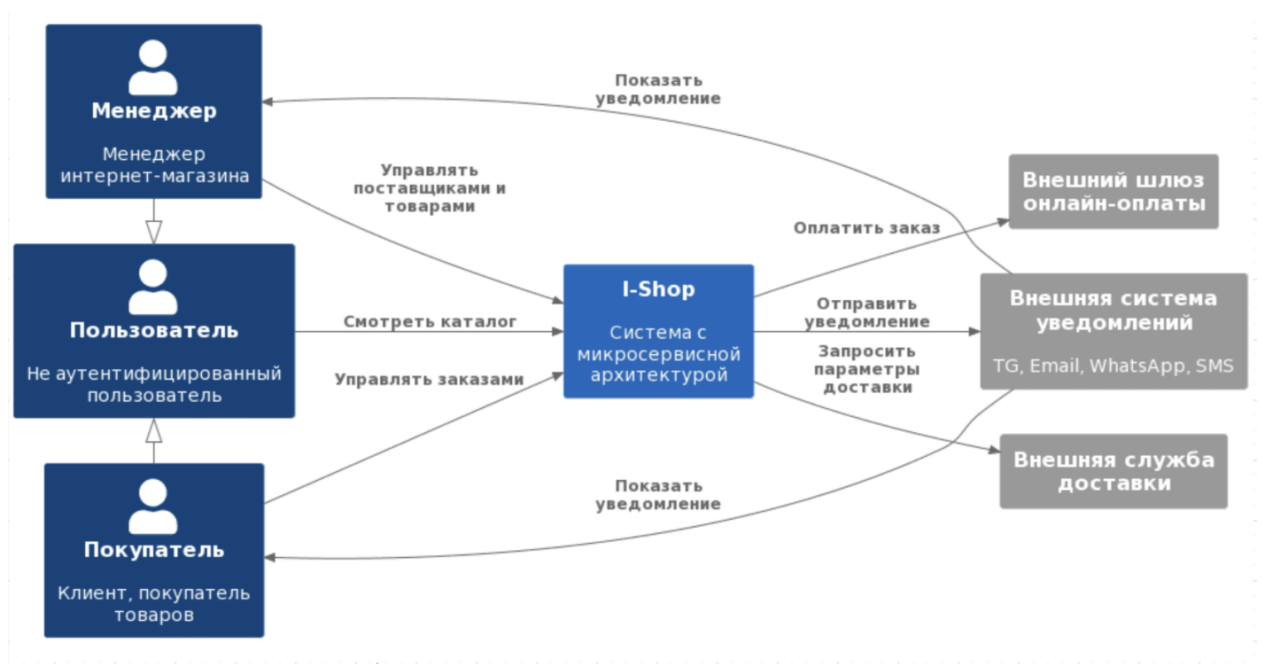 Менеджер
Менеджер
интернет-магазина
Пользователь
Не аутентифицированный
пользователь
Покупатель
Клиент, покупатель
товаров
Показать
уведомление
Управлять
поставщиками и
товарами
Смотреть каталог
Управлять заказами
Показать
уведомление
I-Shop
Система с
микросервисной
архитектурой
Оплатить заказ
Отправить
уведомление
Запросить
параметры
доставки
Внешний шлюз
онлайн-оплаты
Внешняя система
уведомлений
TG, Email, WhatsApp, SMS
Внешняя служба
доставки